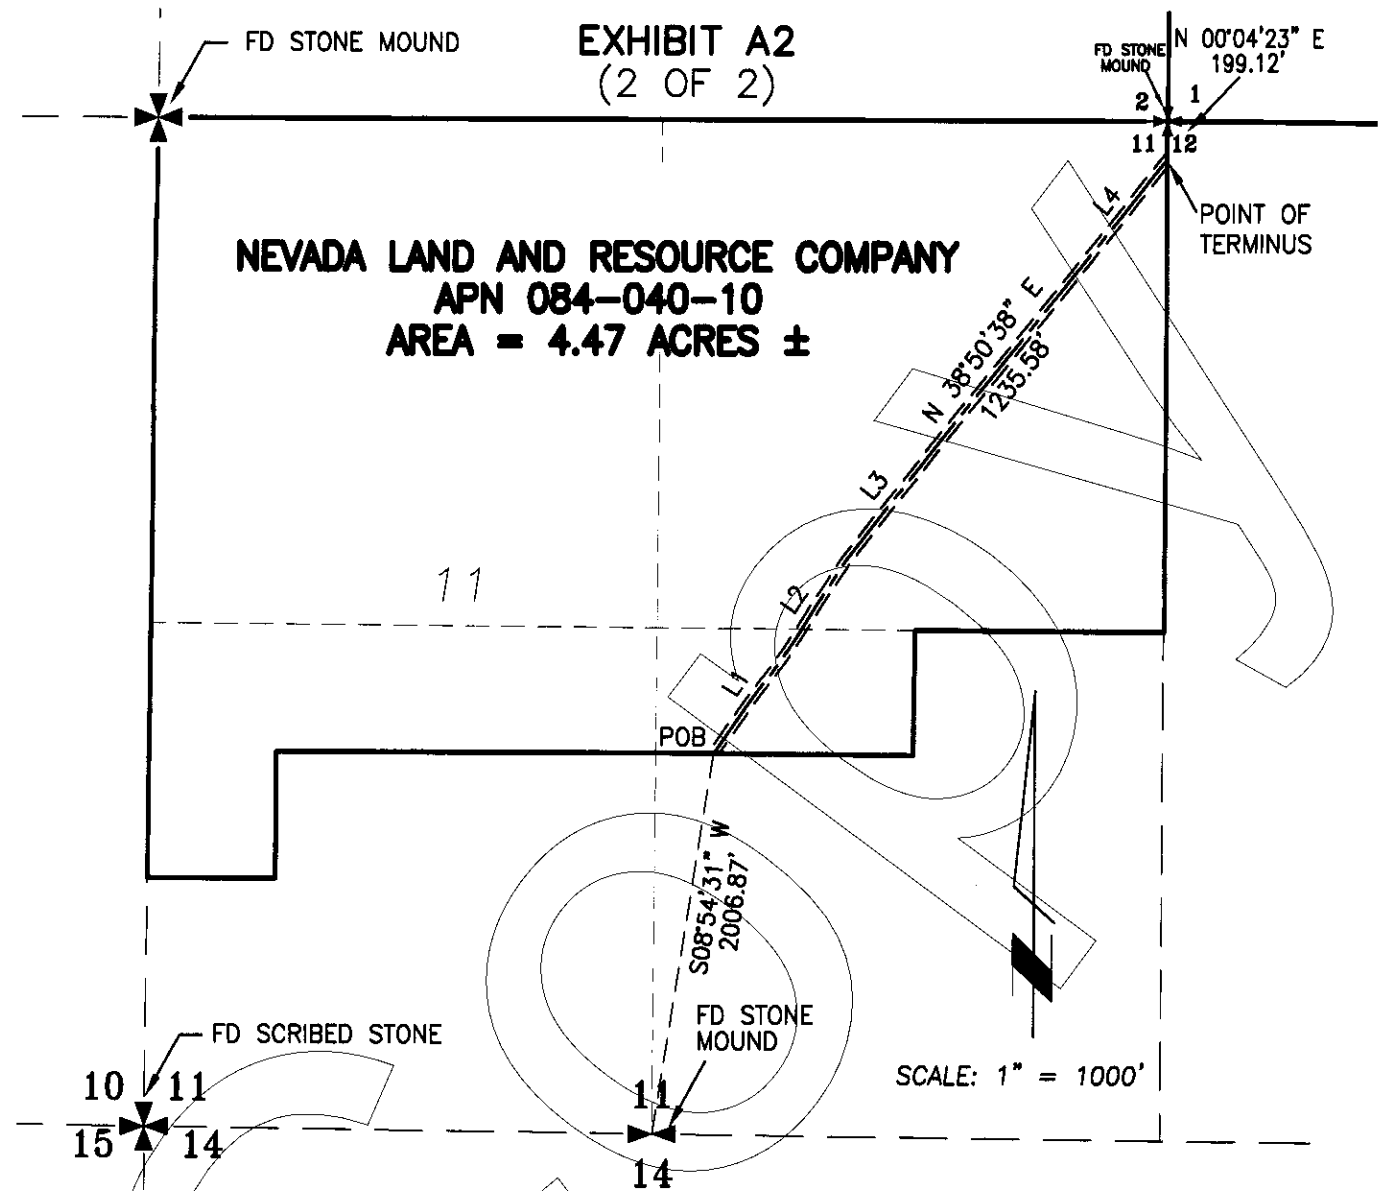 EXHIBIT A2
(2 OF 2)
FD STONE MOUND
FD STONE
MOUND
N 00°04'23" E
199.12'
2 1
11 12
POINT OF
TERMINUS
NEVADA LAND AND RESOURCE COMPANY
APN 084-040-10
AREA = 4.47 ACRES ±
L4
N 38°50'38" E
1235.58'
L3
11
L2
L1
POB
S08°54'31" W
2006.87'
FD SCRIBED STONE
FD STONE
MOUND
SCALE: 1" = 1000'
10 11
15 14
11
14
COPY